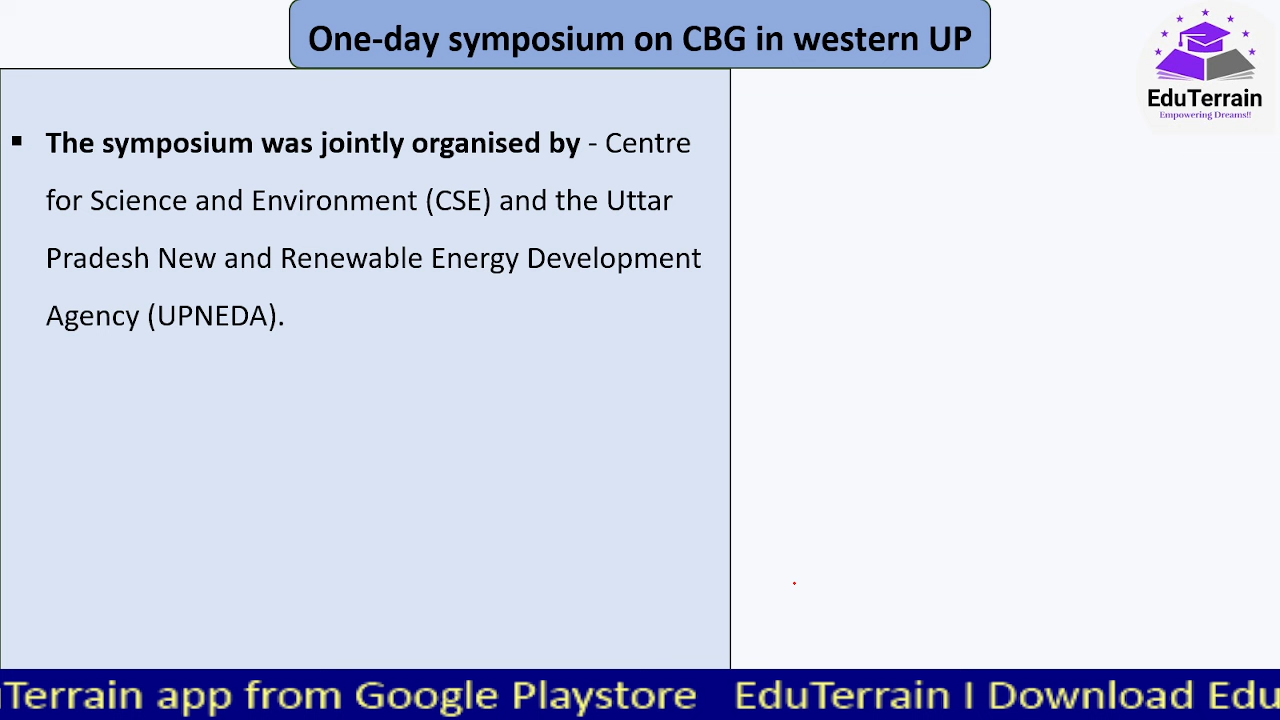 One-day symposium on CBG in western UP
EduTerrain
Empowering Dreams!!
▪ The symposium was jointly organised by - Centre
for Science and Environment (CSE) and the Uttar
Pradesh New and Renewable Energy Development
Agency (UPNEDA).
uTerrain app from Google Playstore EduTerrain I Download Edu